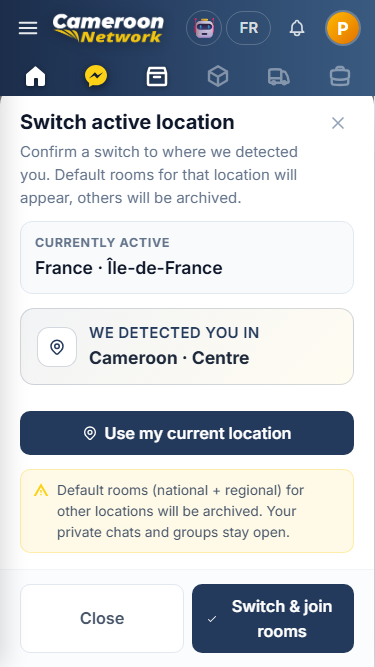 Cameroon
Network
FR
P
Switch active location
Confirm a switch to where we detected
you. Default rooms for that location will
appear, others will be archived.
CURRENTLY ACTIVE
France · Île-de-France
WE DETECTED YOU IN
Cameroon · Centre
Use my current location
Default rooms (national + regional) for
other locations will be archived. Your
private chats and groups stay open.
Close
Switch & join
rooms